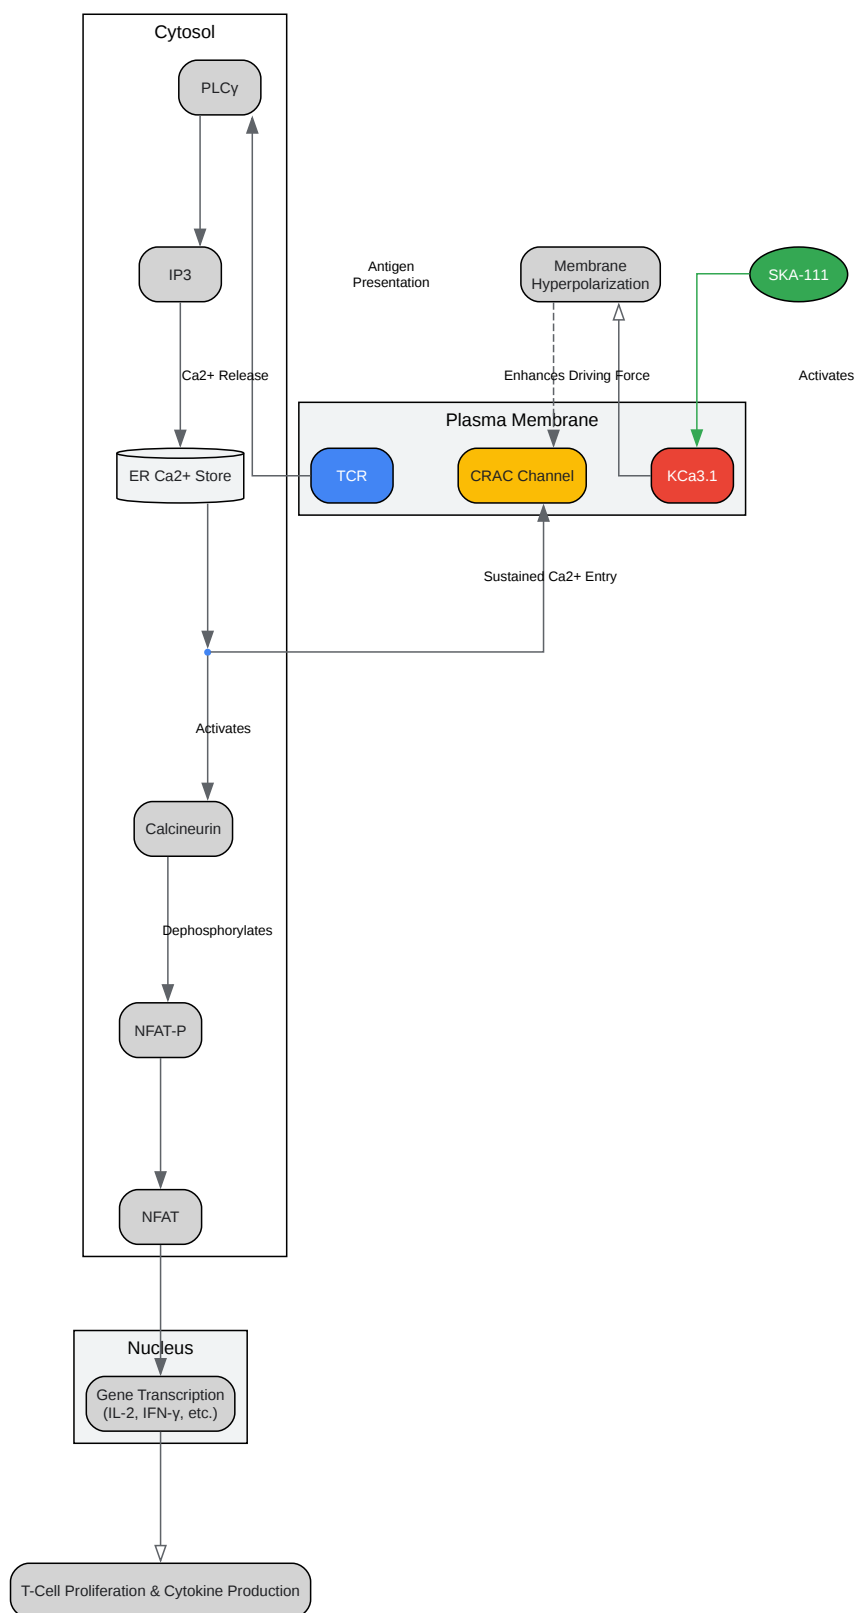 Cytosol
PLCγ
IP3
Antigen
Presentation
Membrane
Hyperpolarization
SKA-111
Ca2+ Release
Enhances Driving Force
Activates
Plasma Membrane
ER Ca2+ Store
TCR
CRAC Channel
KCa3.1
Sustained Ca2+ Entry
Activates
Calcineurin
Dephosphorylates
NFAT-P
NFAT
Nucleus
Gene Transcription
(IL-2, IFN-γ, etc.)
T-Cell Proliferation & Cytokine Production